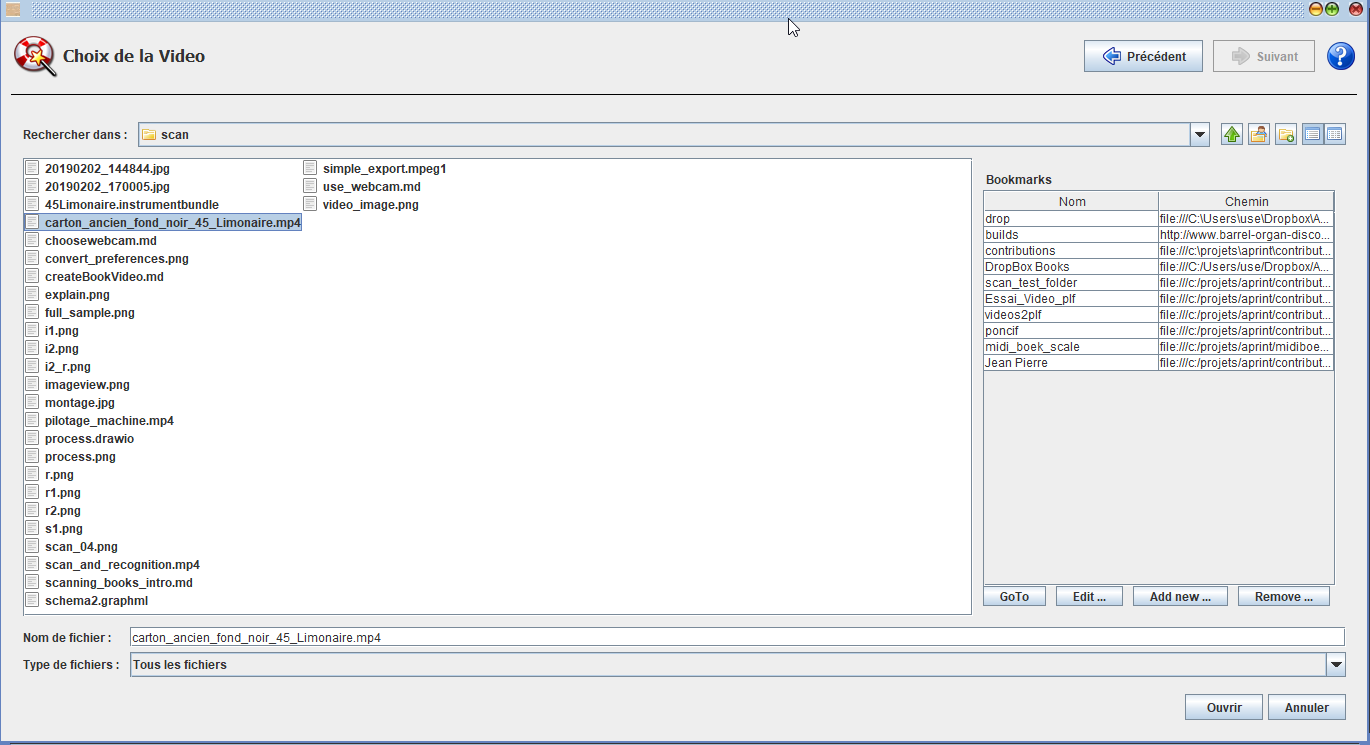 Choix de la Video
Précédent
Suivant
Rechercher dans :
scan
20190202_144844.jpg
20190202_170005.jpg
45Limonaire.instrumentbundle
carton_ancien_fond_noir_45_Limonaire.mp4
choosewebcam.md
convert_preferences.png
createBookVideo.md
explain.png
full_sample.png
i1.png
i2.png
i2_r.png
imageview.png
montage.jpg
pilotage_machine.mp4
process.drawio
process.png
r.png
r1.png
r2.png
s1.png
scan_04.png
scan_and_recognition.mp4
scanning_books_intro.md
schema2.graphml
simple_export.mpeg1
use_webcam.md
video_image.png
Bookmarks
Nom Chemin
drop file:///C:\Users\use\Dropbox\A...
builds http://www.barrel-organ-disco...
contributions file:///c:\projets\aprint\contribut...
DropBox Books file:///C:/Users/use/Dropbox/A...
scan_test_folder file:///c:/projets/aprint/contribut...
Essai_Video_plf file:///c:/projets/aprint/contribut...
videos2plf file:///c:/projets/aprint/contribut...
poncif file:///c:/projets/aprint/contribut...
midi_boek_scale file:///c:/projets/aprint/midiboe...
Jean Pierre file:///c:/projets/aprint/contribut...
GoTo
Edit ...
Add new ...
Remove ...
Nom de fichier :
carton_ancien_fond_noir_45_Limonaire.mp4
Type de fichiers :
Tous les fichiers
Ouvrir
Annuler